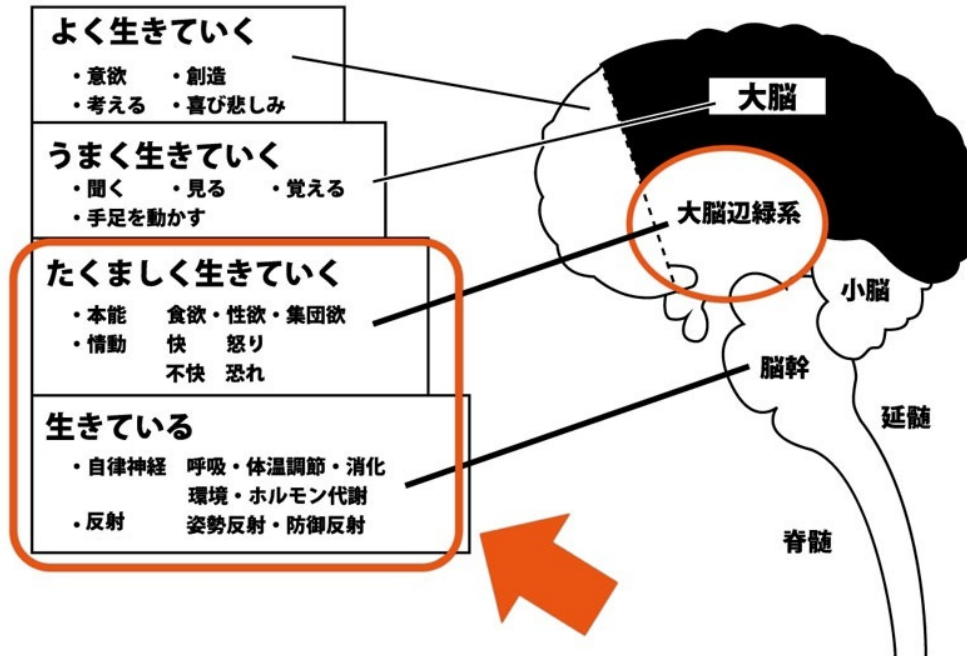 よく生きていく
・意欲 ・創造
・考える ・喜び悲しみ
うまく生きていく
・聞く ・見る ・覚える
・手足を動かす
たくましく生きていく
・本能 食欲・性欲・集団欲
・情動 快 怒り
不快 恐れ
生きている
・自律神経 呼吸・体温調節・消化
環境・ホルモン代謝
・反射 姿勢反射・防御反射
大脳
大脳辺縁系
小脳
脳幹
延髄
脊髄